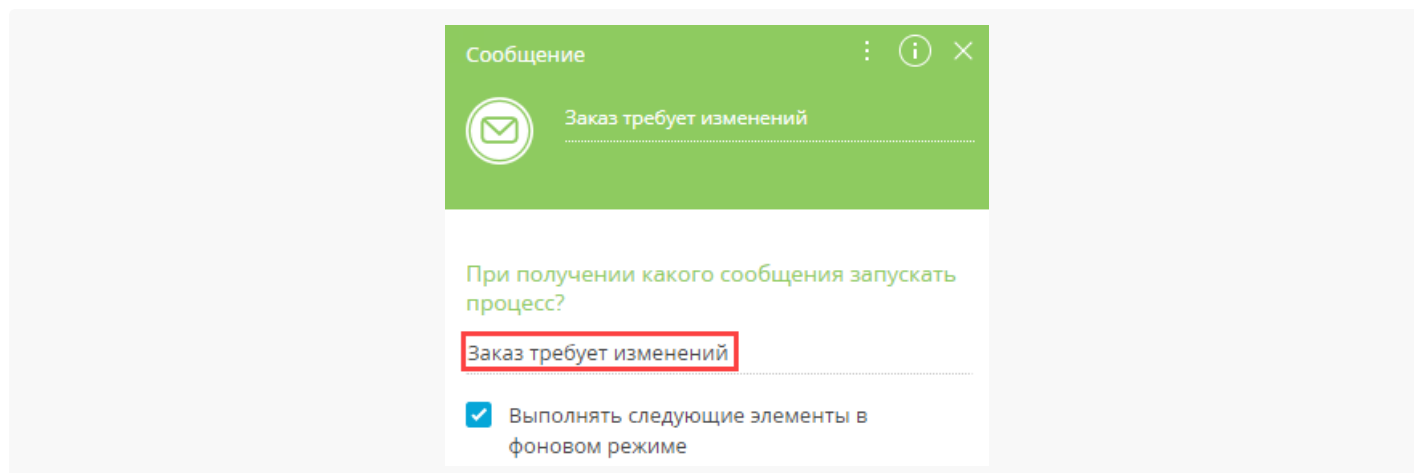 Сообщение
Заказ требует изменений
При получении какого сообщения запускать
процесс?
Заказ требует изменений
Выполнять следующие элементы в
фоновом режиме